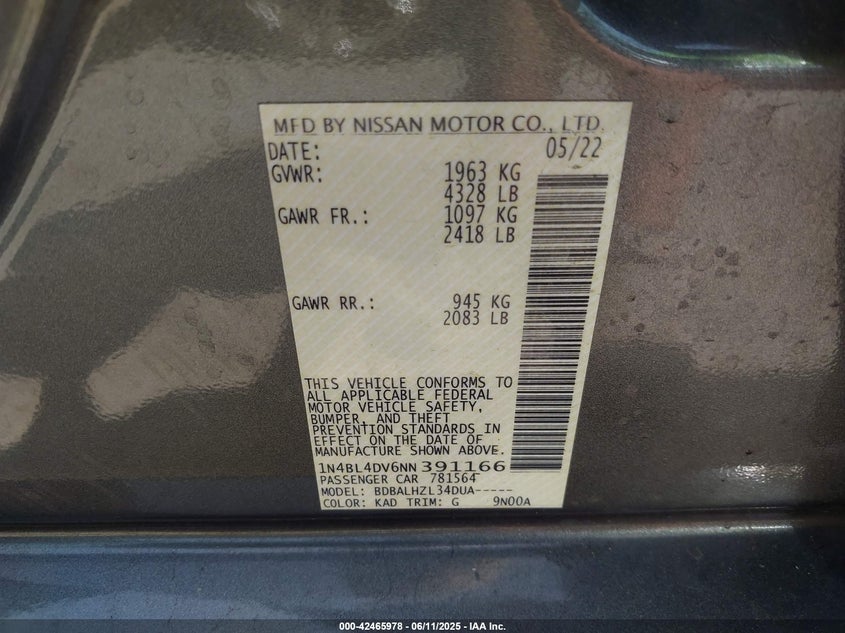 MFD BY NISSAN MOTOR CO., LTD.
DATE: 05/22
GVWR: 1963 KG
4328 LB
GAWR FR.: 1097 KG
2418 LB
GAWR RR.: 945 KG
2083 LB
THIS VEHICLE CONFORMS TO
ALL APPLICABLE FEDERAL
MOTOR VEHICLE SAFETY,
BUMPER, AND THEFT
PREVENTION STANDARDS IN
EFFECT ON THE DATE OF
MANUFACTURE SHOWN ABOVE.
1N4BL4DV6NN391166
PASSENGER CAR 781564
MODEL: BDBALHZL34DUA-----
COLOR: KAD TRIM: G 9N00A
000-42465978 - 06/11/2025 - IAA Inc.